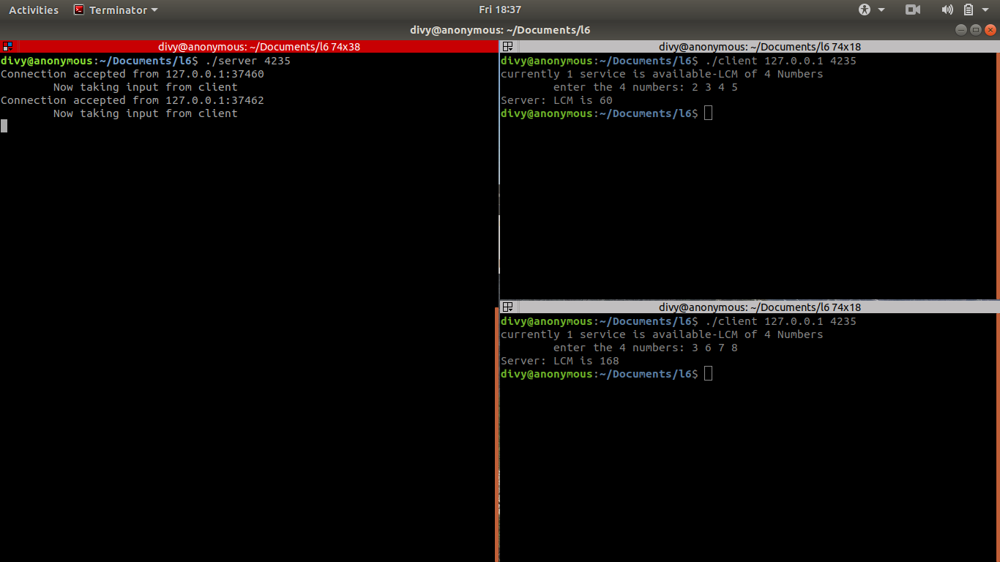 Activities Terminator Fri 18:37
divy@anonymous: ~/Documents/l6
divy@anonymous: ~/Documents/l6 74x38
divy@anonymous:~/Documents/l6$ ./server 4235
Connection accepted from 127.0.0.1:37460
        Now taking input from client
Connection accepted from 127.0.0.1:37462
        Now taking input from client
divy@anonymous: ~/Documents/l6 74x18
divy@anonymous:~/Documents/l6$ ./client 127.0.0.1 4235
currently 1 service is available-LCM of 4 Numbers
        enter the 4 numbers: 2 3 4 5
Server: LCM is 60
divy@anonymous:~/Documents/l6$
divy@anonymous: ~/Documents/l6 74x18
divy@anonymous:~/Documents/l6$ ./client 127.0.0.1 4235
currently 1 service is available-LCM of 4 Numbers
        enter the 4 numbers: 3 6 7 8
Server: LCM is 168
divy@anonymous:~/Documents/l6$